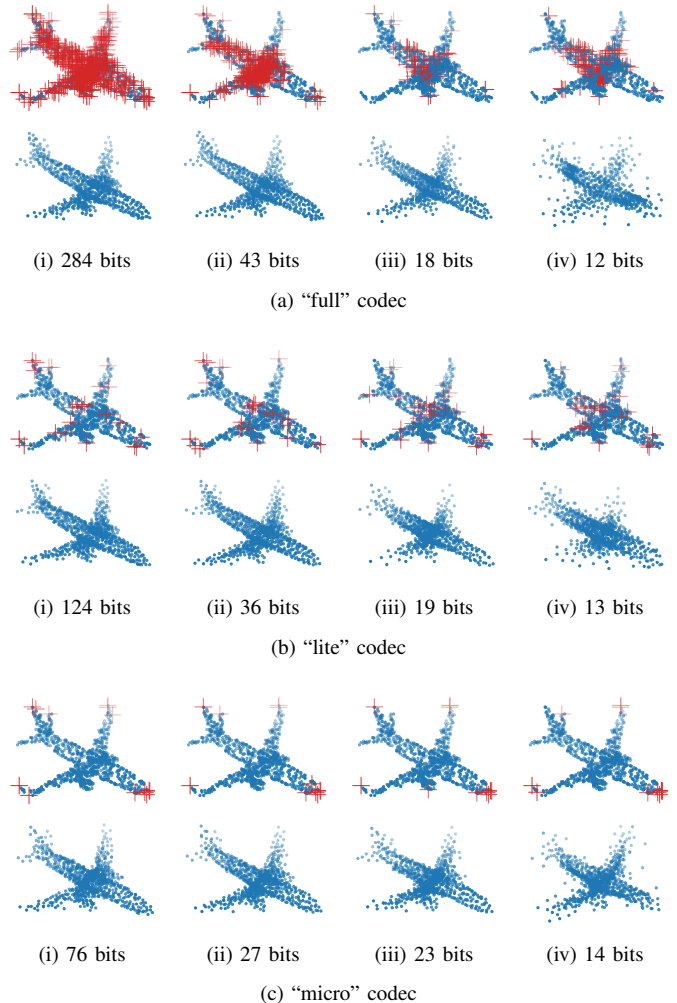 (i) 284 bits (ii) 43 bits (iii) 18 bits (iv) 12 bits
(a) “full” codec
(i) 124 bits (ii) 36 bits (iii) 19 bits (iv) 13 bits
(b) “lite” codec
(i) 76 bits (ii) 27 bits (iii) 23 bits (iv) 14 bits
(c) “micro” codec